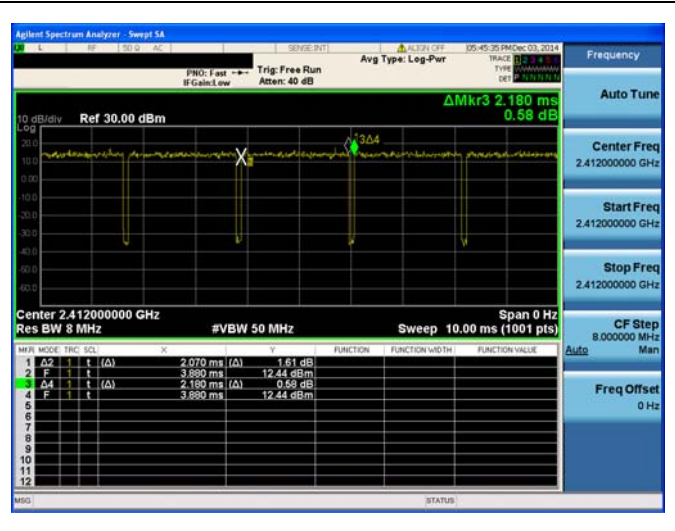 Agilent Spectrum Analyzer - Swept SA
L RF 50 Ω AC SENSE:INT ALIGN OFF 05:45:35 PM Dec 03, 2014
Avg Type: Log-Pwr TRACE 1 2 3 4 5 6
PNO: Fast Trig: Free Run TYPE
IFGain:Low Atten: 40 dB DET P N N N N N
ΔMkr3 2.180 ms
0.58 dB
10 dB/div Ref 30.00 dBm
Log
20.0
10.0
0.00
-10.0
-20.0
-30.0
-40.0
-50.0
-60.0
3Δ4
Center 2.412000000 GHz Span 0 Hz
Res BW 8 MHz #VBW 50 MHz Sweep 10.00 ms (1001 pts)
MKR MODE TRC SCL X Y FUNCTION FUNCTION WIDTH FUNCTION VALUE
1 Δ2 1 t (Δ) 2.070 ms (Δ) 1.61 dB
2 F 1 t 3.880 ms 12.44 dBm
3 Δ4 1 t (Δ) 2.180 ms (Δ) 0.58 dB
4 F 1 t 3.880 ms 12.44 dBm
5
6
7
8
9
10
11
12
MSG STATUS
Frequency
Auto Tune
Center Freq
2.412000000 GHz
Start Freq
2.412000000 GHz
Stop Freq
2.412000000 GHz
CF Step
8.000000 MHz
Auto Man
Freq Offset
0 Hz